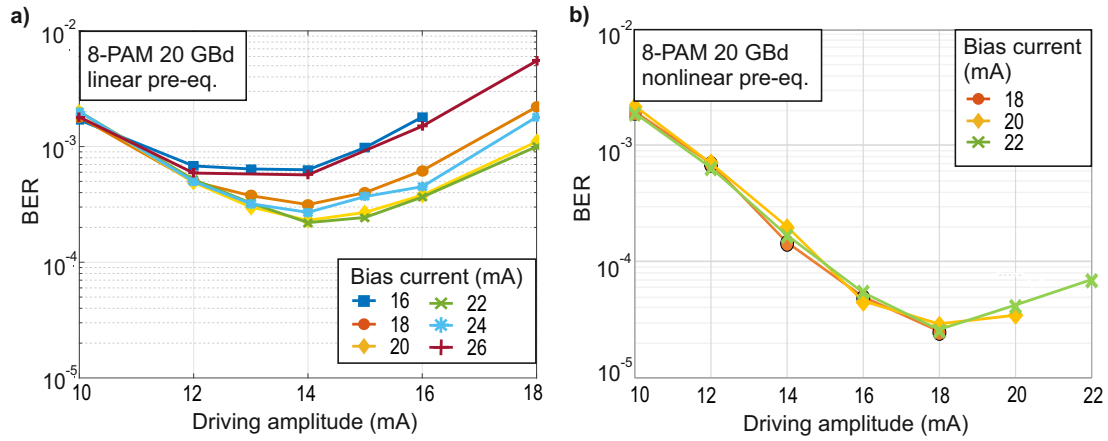 a)
8-PAM 20 GBd
linear pre-eq.
BER
10-2
10-3
10-4
10-5
10 12 14 16 18
Driving amplitude (mA)
Bias current (mA)
16 22
18 24
20 26
b)
8-PAM 20 GBd
nonlinear pre-eq.
Bias current
(mA)
18
20
22
BER
10-2
10-3
10-4
10-5
10 12 14 16 18 20 22
Driving amplitude (mA)